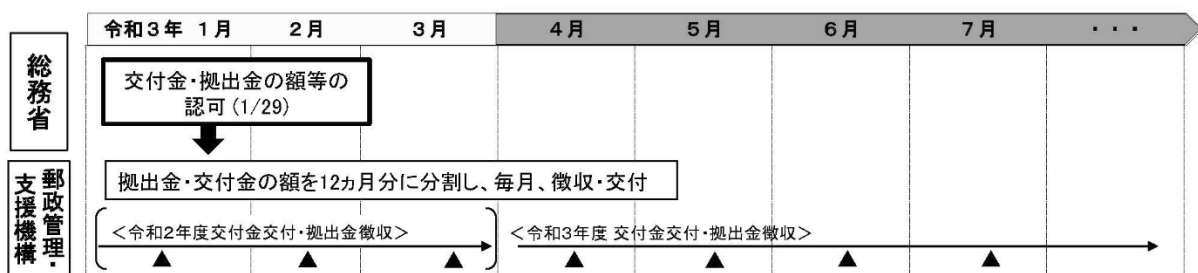 令和3年 1月 2月 3月 4月 5月 6月 7月 ・・・
総務省
交付金・拠出金の額等の
認可(1/29)
郵政管理・
支援機構
拠出金・交付金の額を12ヵ月分に分割し、毎月、徴収・交付
＜令和2年度交付金交付・拠出金徴収＞
＜令和3年度 交付金交付・拠出金徴収＞